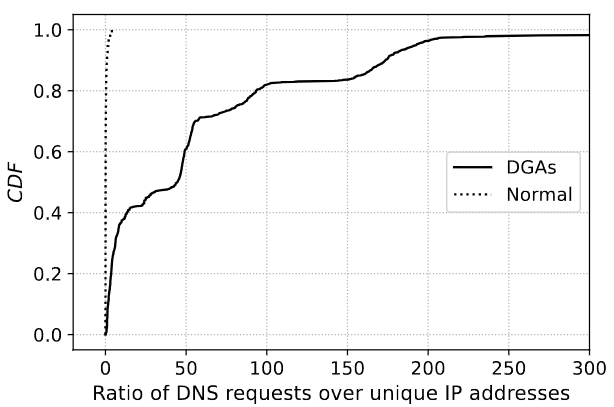 1.0
0.8
0.6
0.4
0.2
0.0
CDF
DGAs
Normal
0 50 100 150 200 250 300
Ratio of DNS requests over unique IP addresses